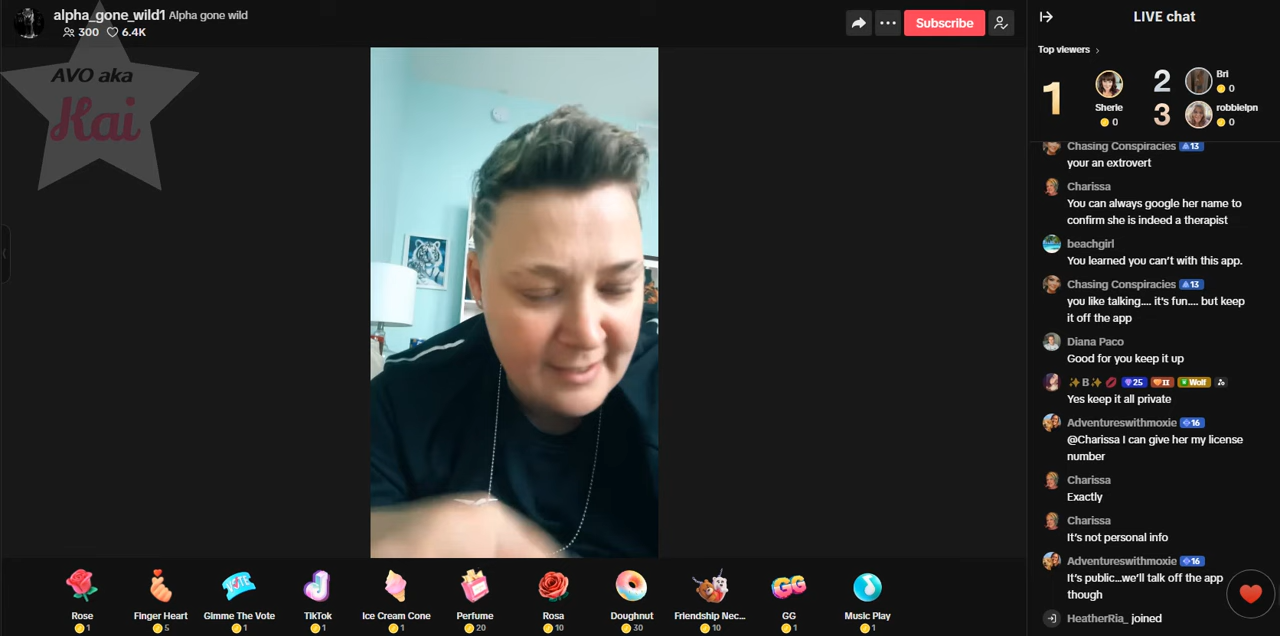 alpha_gone_wild1 Alpha gone wild
300 6.4K
Subscribe
AVO aka
Kai
LIVE chat
Top viewers
1
Sherie
0
2
Bri
0
3
robbielpn
0
Chasing Conspiracies 13
your an extrovert
Charissa
You can always google her name to
confirm she is indeed a therapist
beachgirl
You learned you can't with this app.
Chasing Conspiracies 13
you like talking.... it's fun.... but keep
it off the app
Diana Paco
Good for you keep it up
✨B✨💋 25 II Wolf
Yes keep it all private
Adventureswithmoxie 16
@Charissa I can give her my license
number
Charissa
Exactly
Charissa
It's not personal info
Adventureswithmoxie 16
It's public...we'll talk off the app
though
HeatherRia_ joined
VOTE
GG
Rose
1
Finger Heart
5
Gimme The Vote
1
TikTok
1
Ice Cream Cone
1
Perfume
20
Rosa
10
Doughnut
30
Friendship Nec...
10
GG
1
Music Play
1